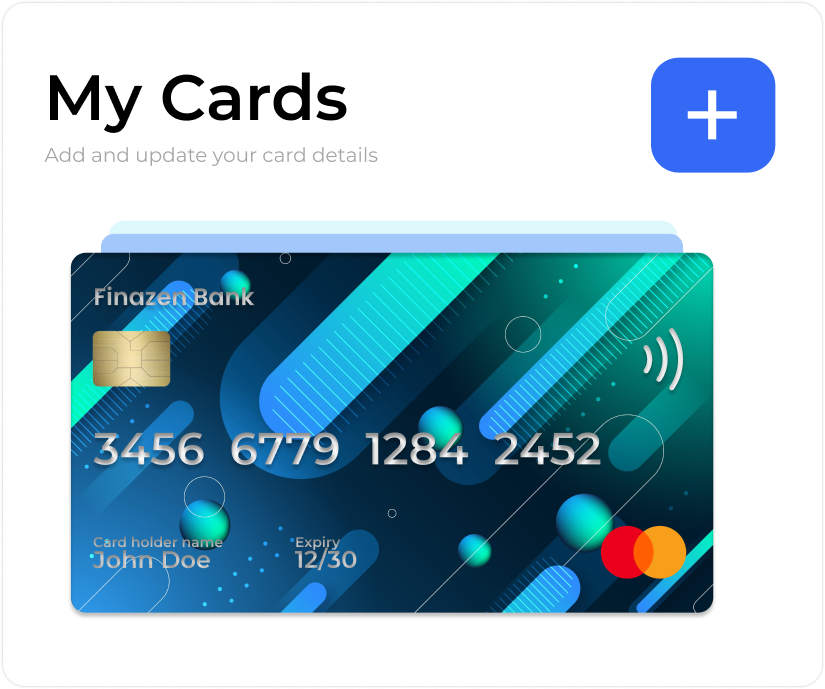 My Cards
Add and update your card details
Finazen Bank
3456 6779 1284 2452
Card holder name
John Doe
Expiry
12/30